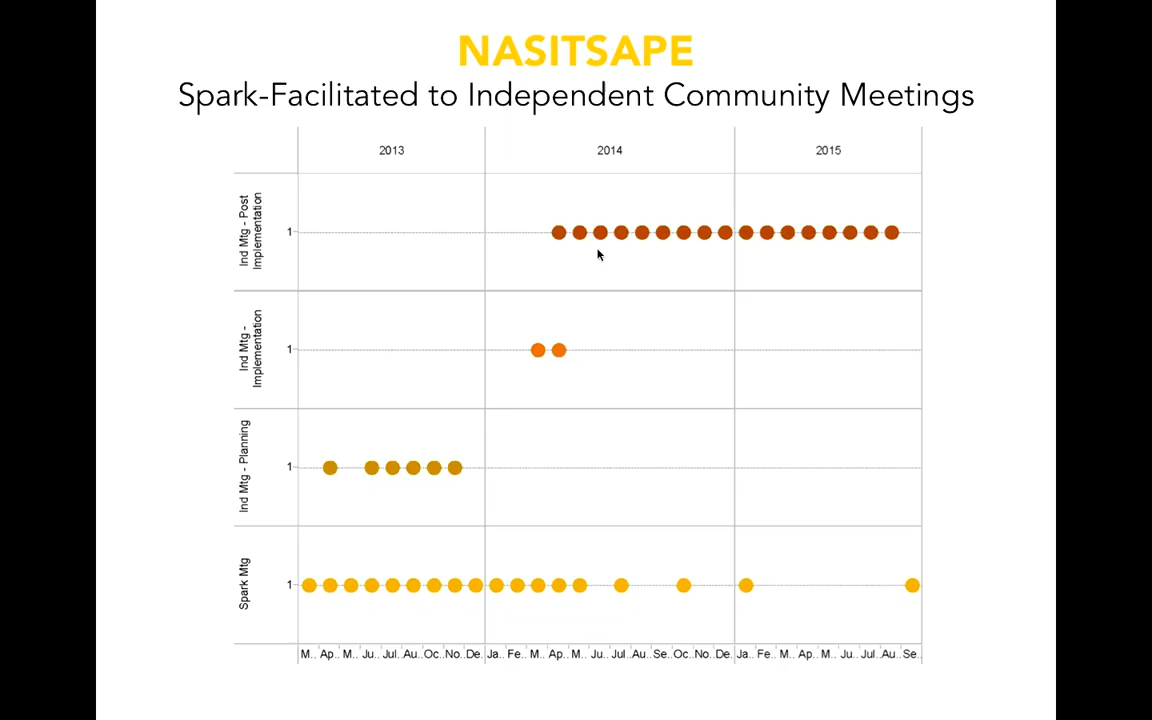 NASITSAPE
Spark-Facilitated to Independent Community Meetings
2013 2014 2015
Ind Mtg - Post
Implementation
1
Ind Mtg -
Implementation
1
Ind Mtg - Planning
1
Spark Mtg
1
M.. Ap.. M.. Ju.. Jul.. Au.. Oc.. No.. De.. Ja.. Fe.. M.. Ap.. M.. Ju.. Jul.. Au.. Se.. Oc.. No.. De.. Ja.. Fe.. M.. Ap.. M.. Ju.. Jul.. Au.. Se..